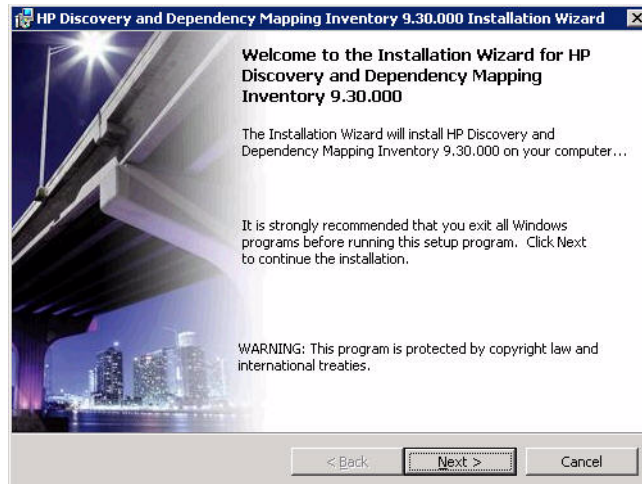 HP Discovery and Dependency Mapping Inventory 9.30.000 Installation Wizard
Welcome to the Installation Wizard for HP
Discovery and Dependency Mapping
Inventory 9.30.000
The Installation Wizard will install HP Discovery and
Dependency Mapping Inventory 9.30.000 on your computer...
It is strongly recommended that you exit all Windows
programs before running this setup program. Click Next
to continue the installation.
WARNING: This program is protected by copyright law and
international treaties.
< Back
Next >
Cancel